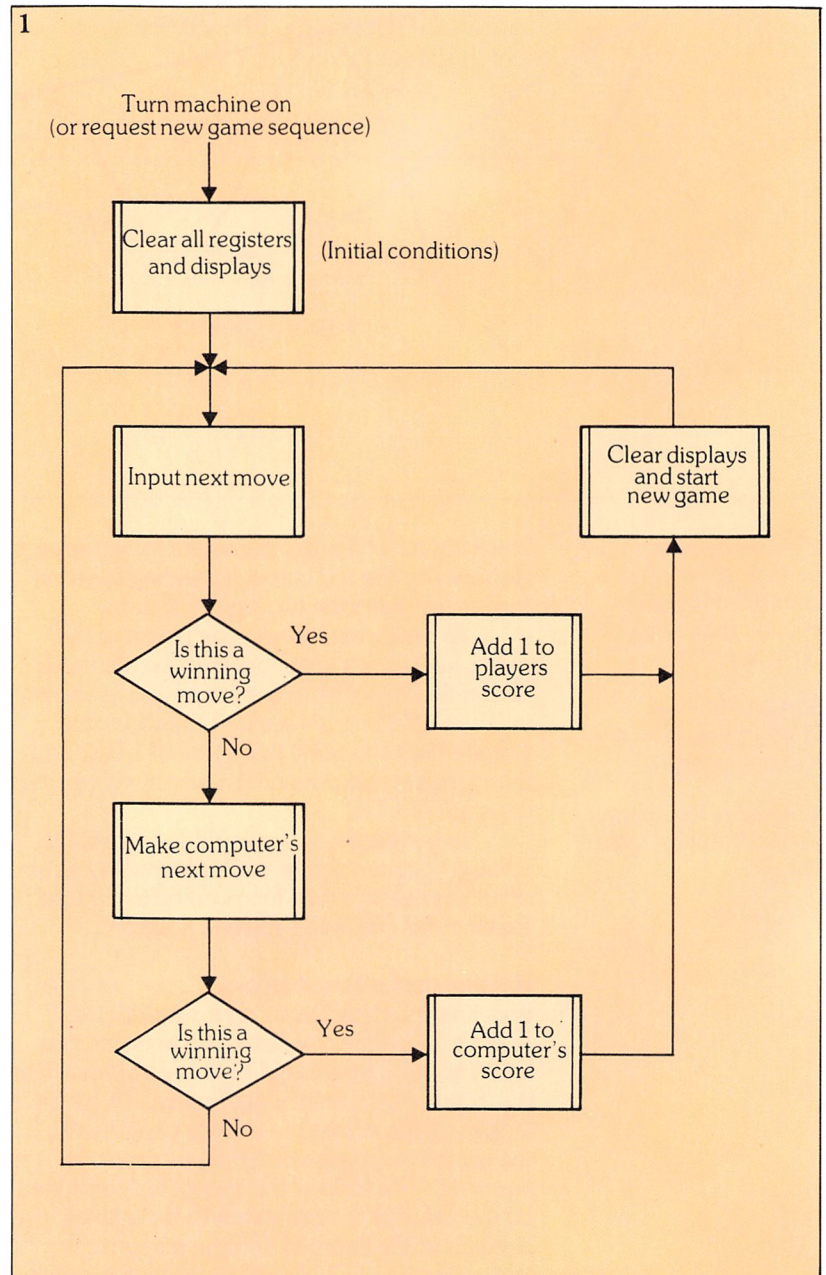 1
Turn machine on
(or request new game sequence)
Clear all registers
and displays
(Initial conditions)
Input next move
Clear displays
and start
new game
Is this a
winning
move?
Yes
Add 1 to
players
score
No
Make computer's
next move
Is this a
winning
move?
Yes
Add 1 to
computer's
score
No